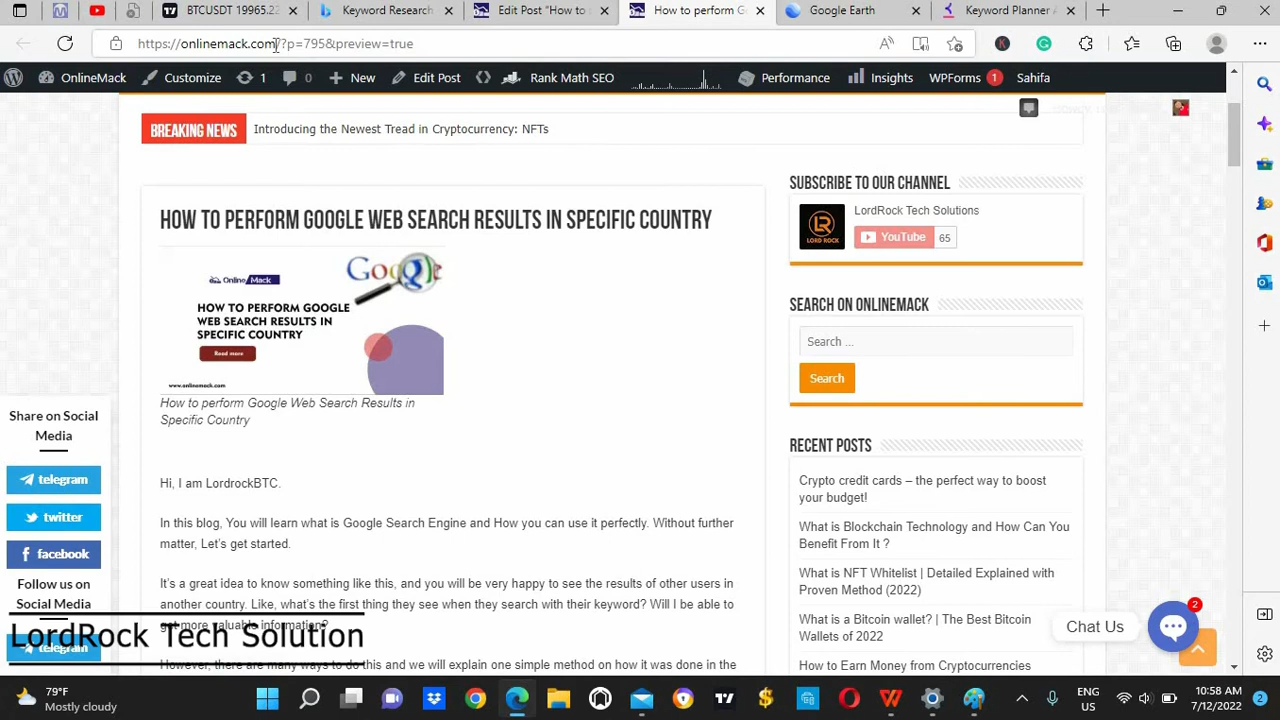 BTCUSDT 19965.2
Keyword Research
Edit Post "How to
How to perform G
Google Earth
Keyword Planner
https://onlinemack.com/?p=795&preview=true
OnlineMack
Customize
1
0
New
Edit Post
Rank Math SEO
Performance
Insights
WPForms
1
Sahifa
BREAKING NEWS
Introducing the Newest Tread in Cryptocurrency: NFTs
HOW TO PERFORM GOOGLE WEB SEARCH RESULTS IN SPECIFIC COUNTRY
Online Mack
Google
HOW TO PERFORM GOOGLE
WEB SEARCH RESULTS IN
SPECIFIC COUNTRY
Read more
www.onlinemack.com
How to perform Google Web Search Results in
Specific Country
Hi, I am LordrockBTC.
In this blog, You will learn what is Google Search Engine and How you can use it perfectly. Without further
matter, Let's get started.
It's a great idea to know something like this, and you will be very happy to see the results of other users in
another country. Like, what's the first thing they see when they search with their keyword? Will I be able to
get more valuable information?
However, there are many ways to do this and we will explain one simple method on how it was done in the
SUBSCRIBE TO OUR CHANNEL
LR
LORD ROCK
LordRock Tech Solutions
YouTube
65
SEARCH ON ONLINEMACK
Search ...
Search
RECENT POSTS
Crypto credit cards – the perfect way to boost
your budget!
What is Blockchain Technology and How Can You
Benefit From It ?
What is NFT Whitelist | Detailed Explained with
Proven Method (2022)
What is a Bitcoin wallet? | The Best Bitcoin
Wallets of 2022
How to Earn Money from Cryptocurrencies
Share on Social
Media
telegram
twitter
facebook
Follow us on
Social Media
telegram
LordRock Tech Solution
Chat Us
2
79°F
Mostly cloudy
ENG
US
10:58 AM
7/12/2022
2